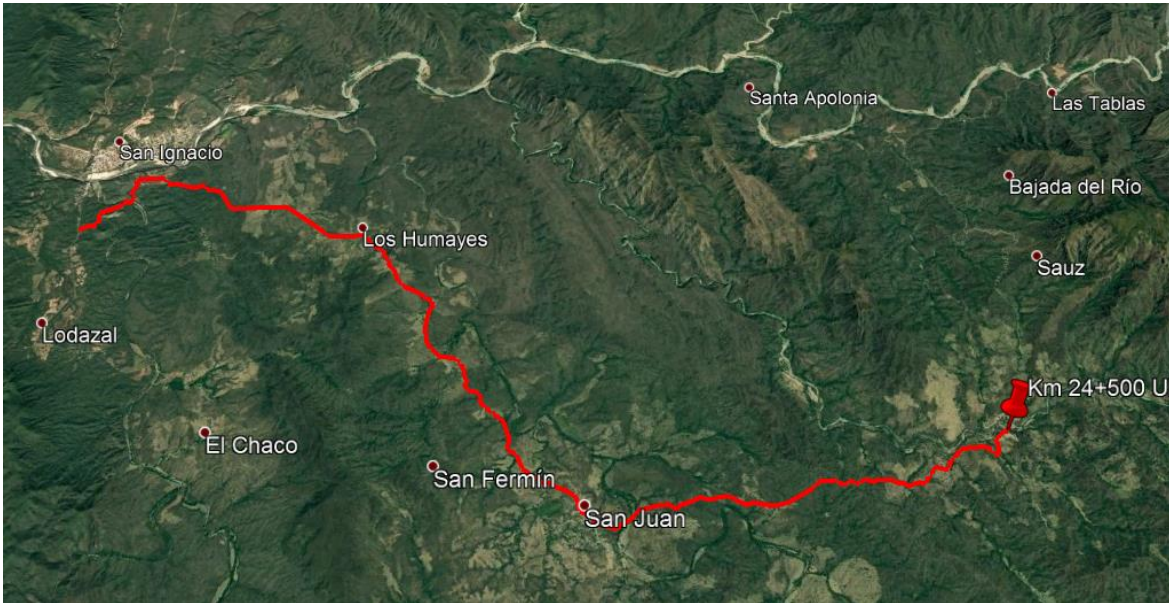 Santa Apolonia
Las Tablas
San Ignacio
Bajada del Río
Los Humayes
Sauz
Lodazal
Km 24+500 U
El Chaco
San Fermín
San Juan